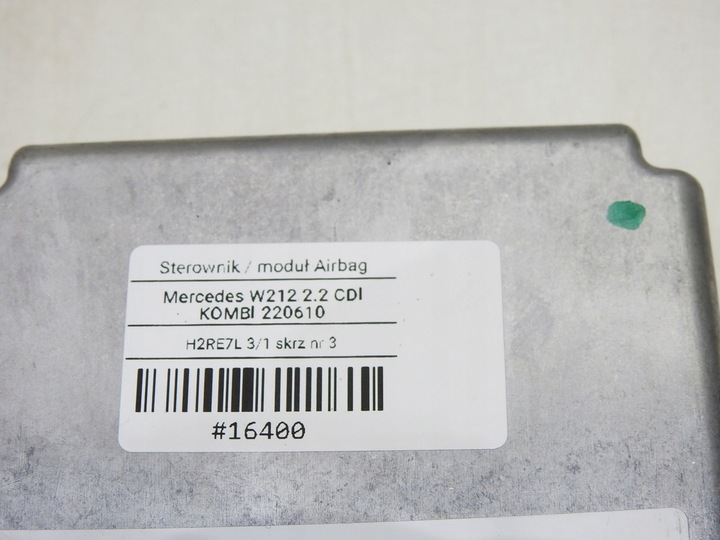 Sterownik / moduł Airbag
Mercedes W212 2.2 CDI
KOMBI 220610
H2RE7L 3/1 skrz nr 3
#16400